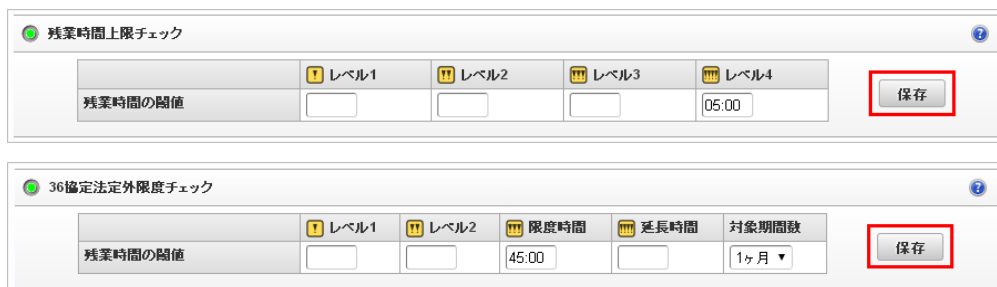 残業時間上限チェック
レベル1 レベル2 レベル3 レベル4
残業時間の閾値 05:00 保存
36協定法定外限度チェック
レベル1 レベル2 限度時間 延長時間 対象期間数
残業時間の閾値 45:00 1ヶ月 保存